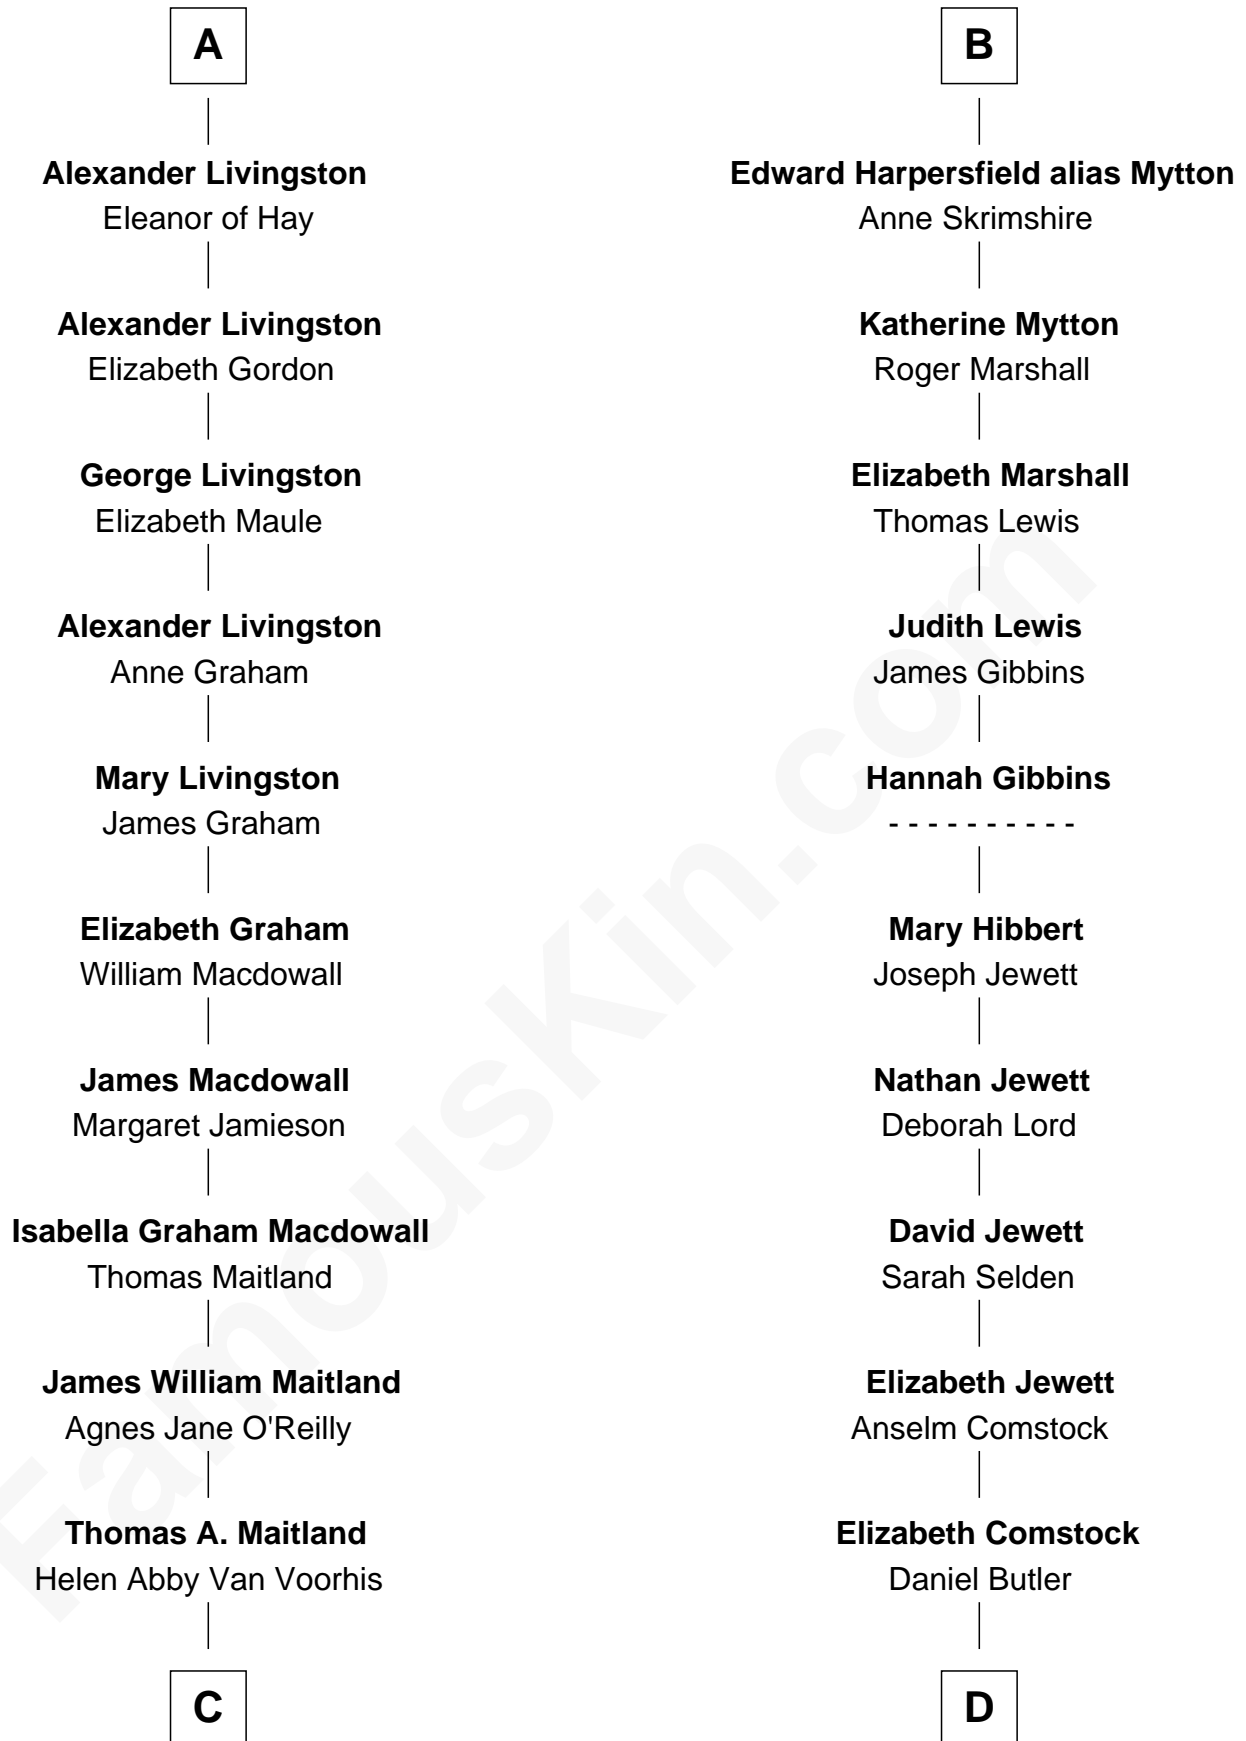 A
Alexander Livingston
Eleanor of Hay
Alexander Livingston
Elizabeth Gordon
George Livingston
Elizabeth Maule
Alexander Livingston
Anne Graham
Mary Livingston
James Graham
Elizabeth Graham
William Macdowall
James Macdowall
Margaret Jamieson
Isabella Graham Macdowall
Thomas Maitland
James William Maitland
Agnes Jane O'Reilly
Thomas A. Maitland
Helen Abby Van Voorhis
C
B
Edward Harpersfield alias Mytton
Anne Skrimshire
Katherine Mytton
Roger Marshall
Elizabeth Marshall
Thomas Lewis
Judith Lewis
James Gibbins
Hannah Gibbins
- - - - - - - - - -
Mary Hibbert
Joseph Jewett
Nathan Jewett
Deborah Lord
David Jewett
Sarah Selden
Elizabeth Jewett
Anselm Comstock
Elizabeth Comstock
Daniel Butler
D
FamousKin.com